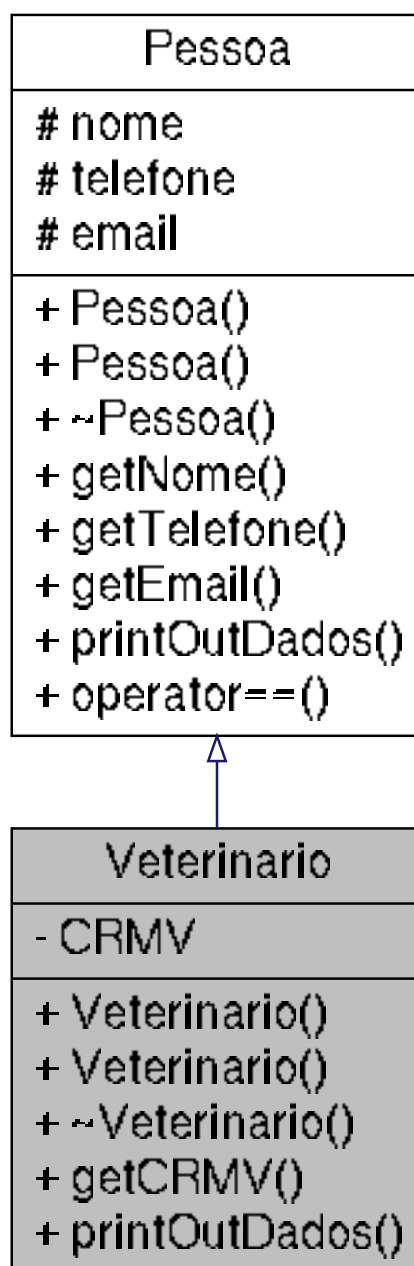 Pessoa
# nome
# telefone
# email
+ Pessoa()
+ Pessoa()
+ ~Pessoa()
+ getNome()
+ getTelefone()
+ getEmail()
+ printOutDados()
+ operator==()
Veterinario
- CRMV
+ Veterinario()
+ Veterinario()
+ ~Veterinario()
+ getCRMV()
+ printOutDados()